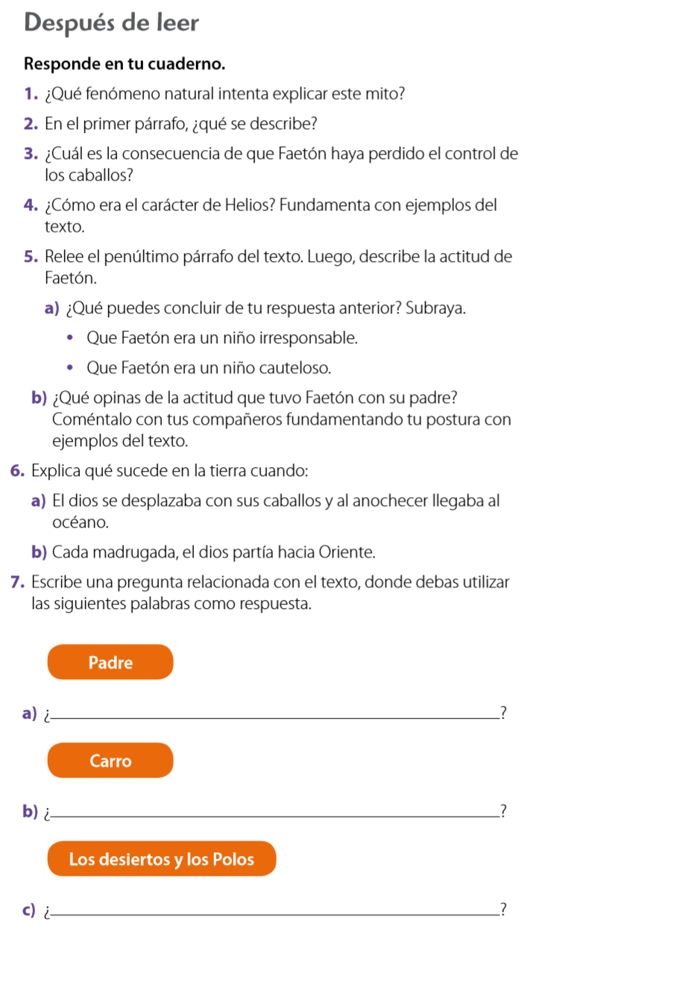 Después de leer
Responde en tu cuaderno.
1. ¿Qué fenómeno natural intenta explicar este mito?
2. En el primer párrafo, ¿qué se describe?
3. ¿Cuál es la consecuencia de que Faetón haya perdido el control de
los caballos?
4. ¿Cómo era el carácter de Helios? Fundamenta con ejemplos del
texto.
5. Relee el penúltimo párrafo del texto. Luego, describe la actitud de
Faetón.
a) ¿Qué puedes concluir de tu respuesta anterior? Subraya.
• Que Faetón era un niño irresponsable.
• Que Faetón era un niño cauteloso.
b) ¿Qué opinas de la actitud que tuvo Faetón con su padre?
Coméntalo con tus compañeros fundamentando tu postura con
ejemplos del texto.
6. Explica qué sucede en la tierra cuando:
a) El dios se desplazaba con sus caballos y al anochecer llegaba al
océano.
b) Cada madrugada, el dios partía hacia Oriente.
7. Escribe una pregunta relacionada con el texto, donde debas utilizar
las siguientes palabras como respuesta.
Padre
a) ¿____________________?
Carro
b) ¿____________________?
Los desiertos y los Polos
c) ¿____________________?